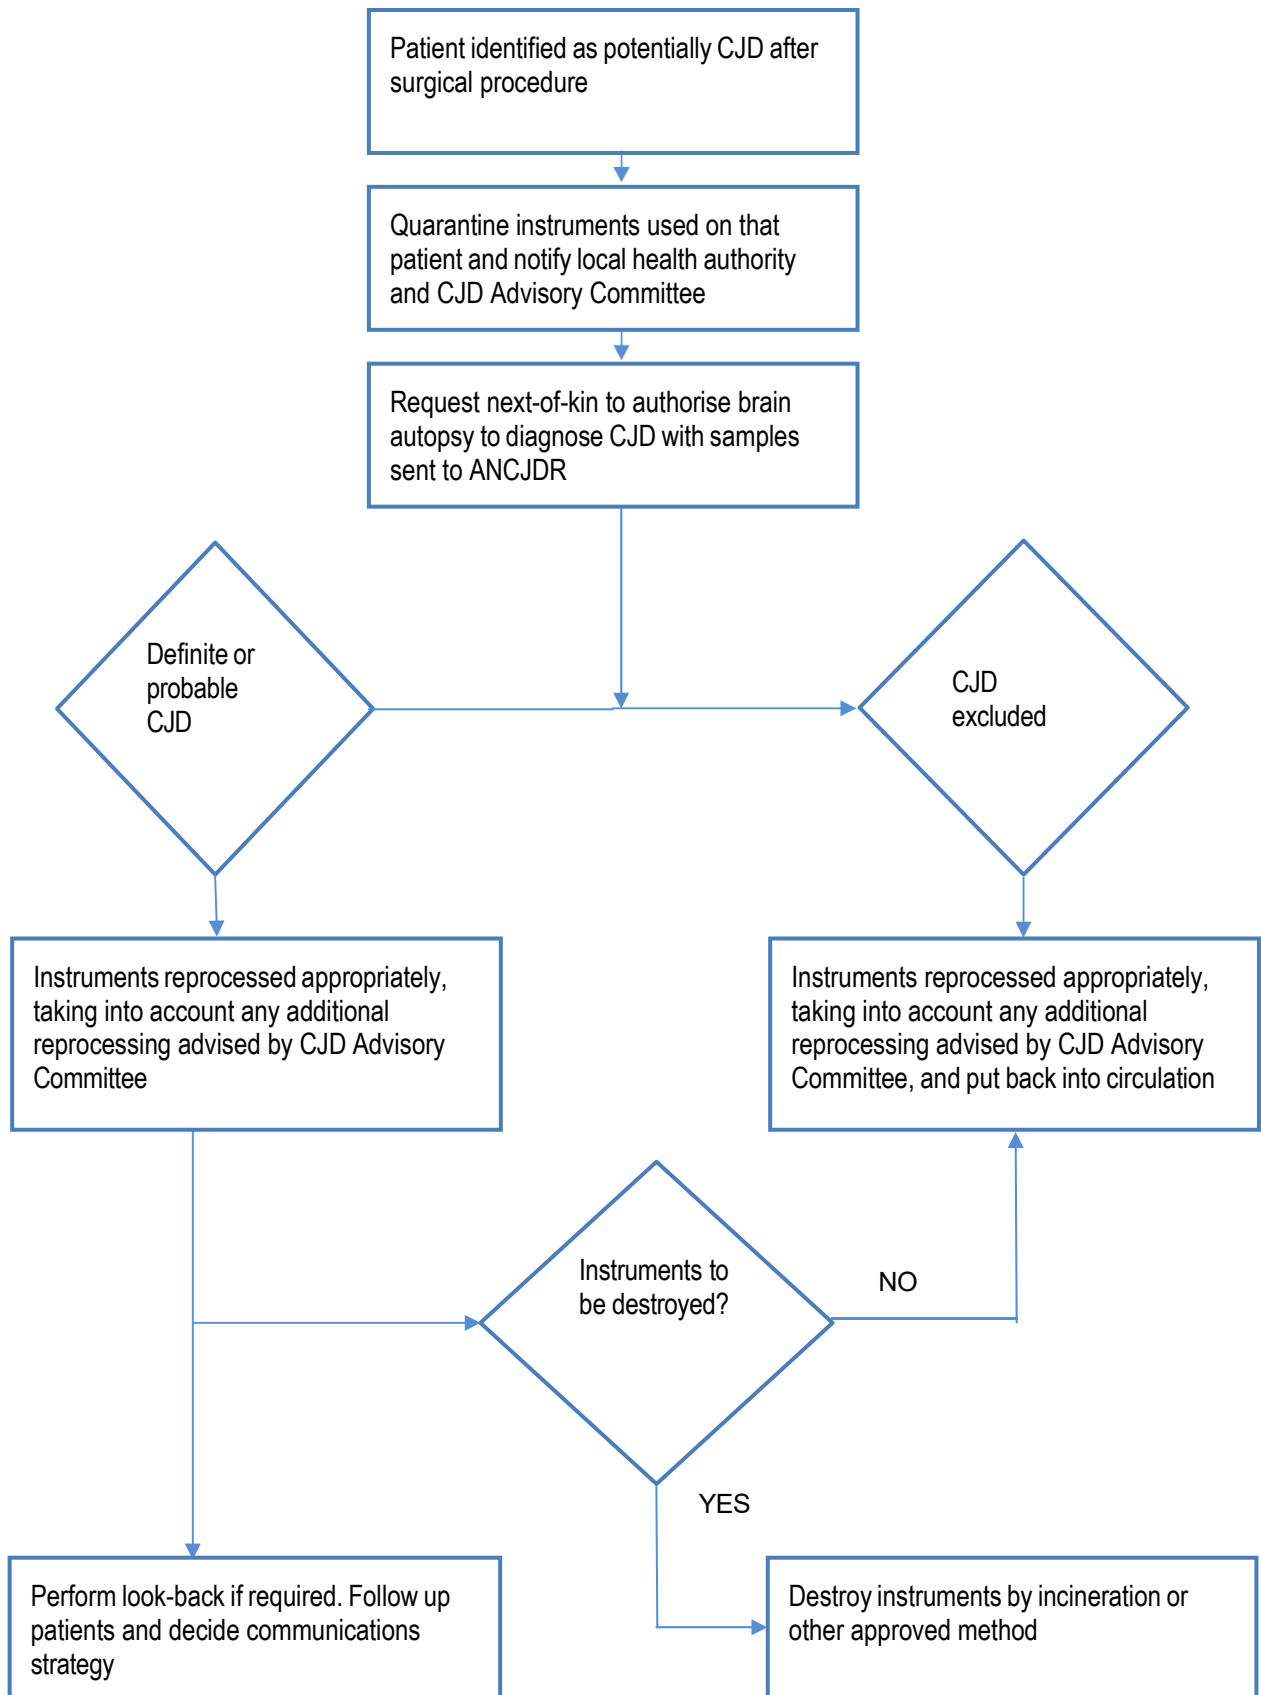 Patient identified as potentially CJD after
surgical procedure
Quarantine instruments used on that
patient and notify local health authority
and CJD Advisory Committee
Request next-of-kin to authorise brain
autopsy to diagnose CJD with samples
sent to ANCJDR
Definite or
probable
CJD
CJD
excluded
Instruments reprocessed appropriately,
taking into account any additional
reprocessing advised by CJD Advisory
Committee
Instruments reprocessed appropriately,
taking into account any additional
reprocessing advised by CJD Advisory
Committee, and put back into circulation
Instruments to
be destroyed?
NO
YES
Perform look-back if required. Follow up
patients and decide communications
strategy
Destroy instruments by incineration or
other approved method